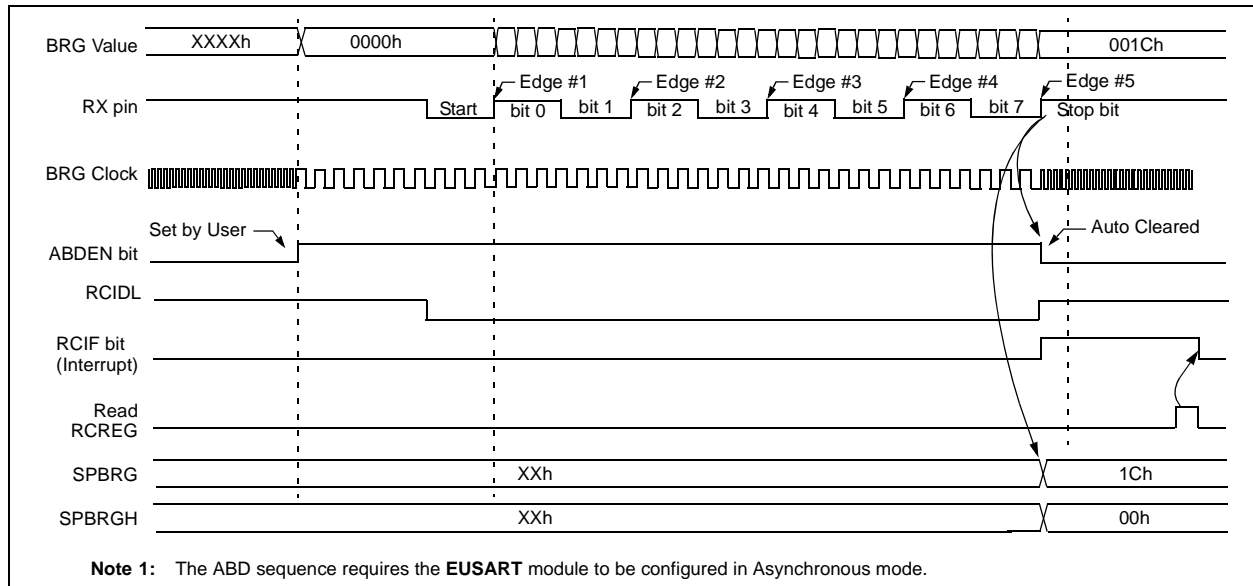 BRG Value XXXXh 0000h 001Ch
Edge #1 Edge #2 Edge #3 Edge #4 Edge #5
RX pin Start bit 0 bit 1 bit 2 bit 3 bit 4 bit 5 bit 6 bit 7 Stop bit
BRG Clock
Set by User Auto Cleared
ABDEN bit
RCIDL
RCIF bit
(Interrupt)
Read
RCREG
SPBRG XXh 1Ch
SPBRGH XXh 00h
Note 1: The ABD sequence requires the EUSART module to be configured in Asynchronous mode.